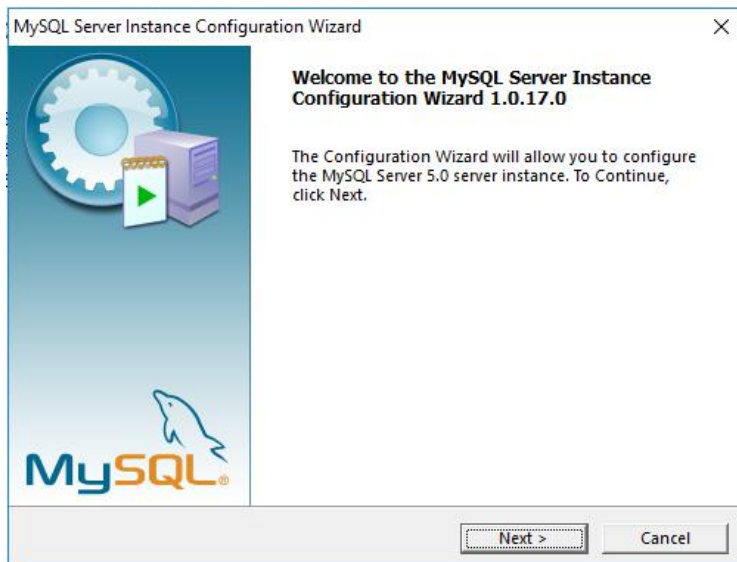 MySQL Server Instance Configuration Wizard
Welcome to the MySQL Server Instance
Configuration Wizard 1.0.17.0
The Configuration Wizard will allow you to configure
the MySQL Server 5.0 server instance. To Continue,
click Next.
MySQL®
Next >
Cancel